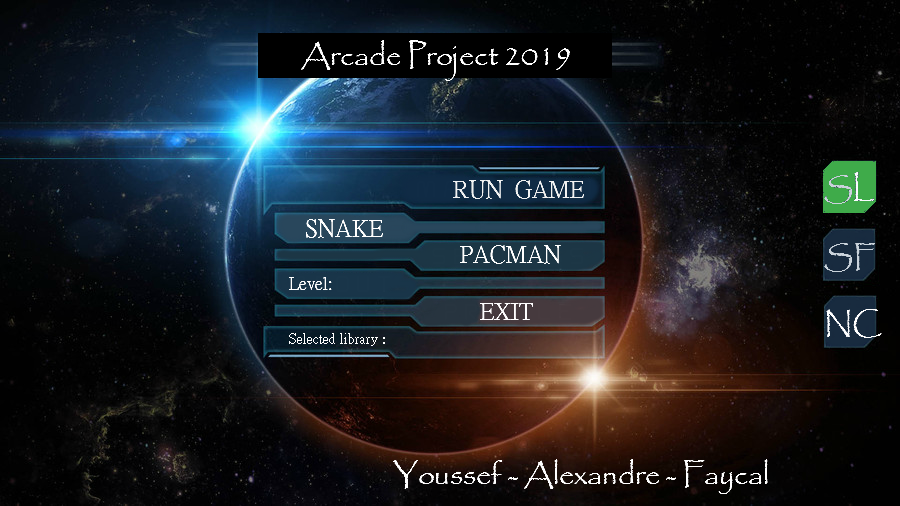 Arcade Project 2019
RUN GAME
SL
SNAKE
PACMAN
SF
Level:
EXIT
NC
Selected library :
Youssef ~ Alexandre ~ Faycal